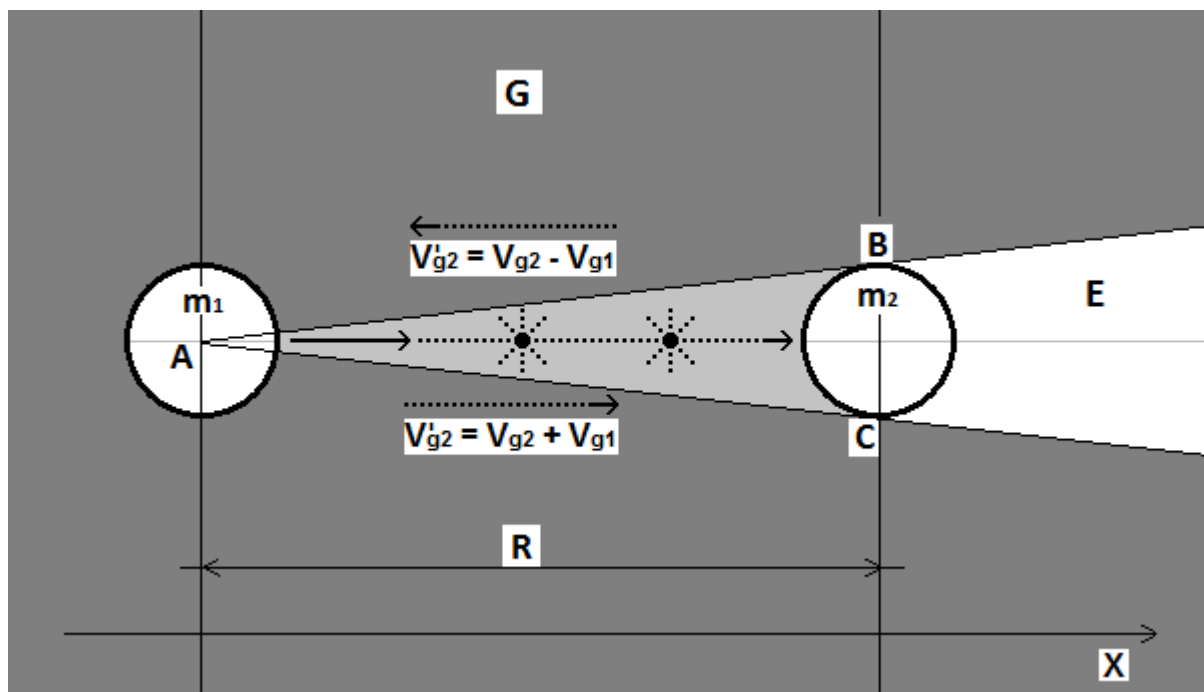 G
V'g2 = Vg2 - Vg1
B
m1
m2
E
A
V'g2 = Vg2 + Vg1
C
R
X